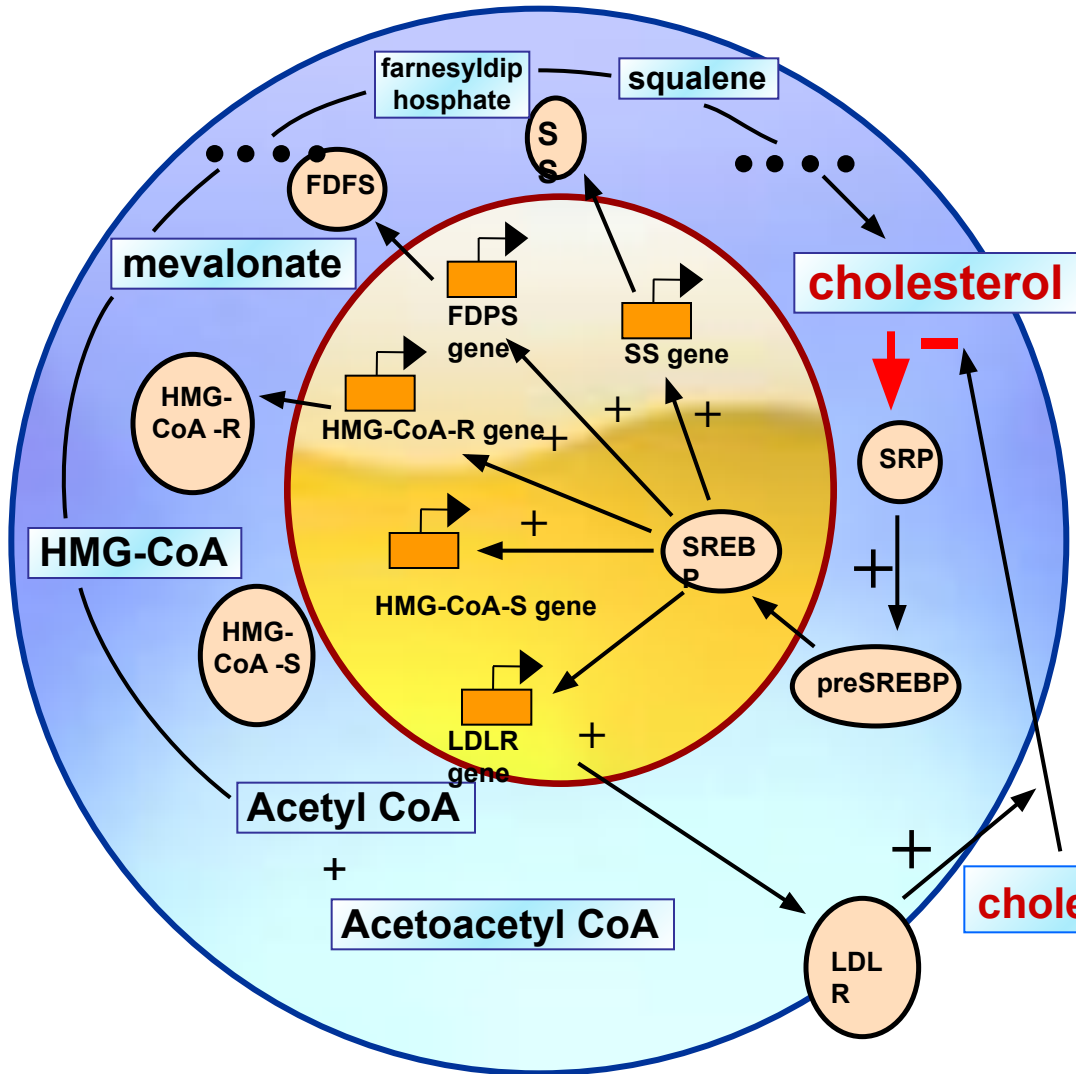 farnesyldip
hosphate
squalene
S
S
FDFS
mevalonate
cholesterol
FDPS
gene
SS gene
HMG-
CoA -R
HMG-CoA-R gene
+
+
+
SRP
HMG-CoA
+
SREB
P
+
HMG-CoA-S gene
HMG-
CoA -S
preSREBP
LDLR
gene
+
Acetyl CoA
+
+
Acetoacetyl CoA
chole
LDL
R